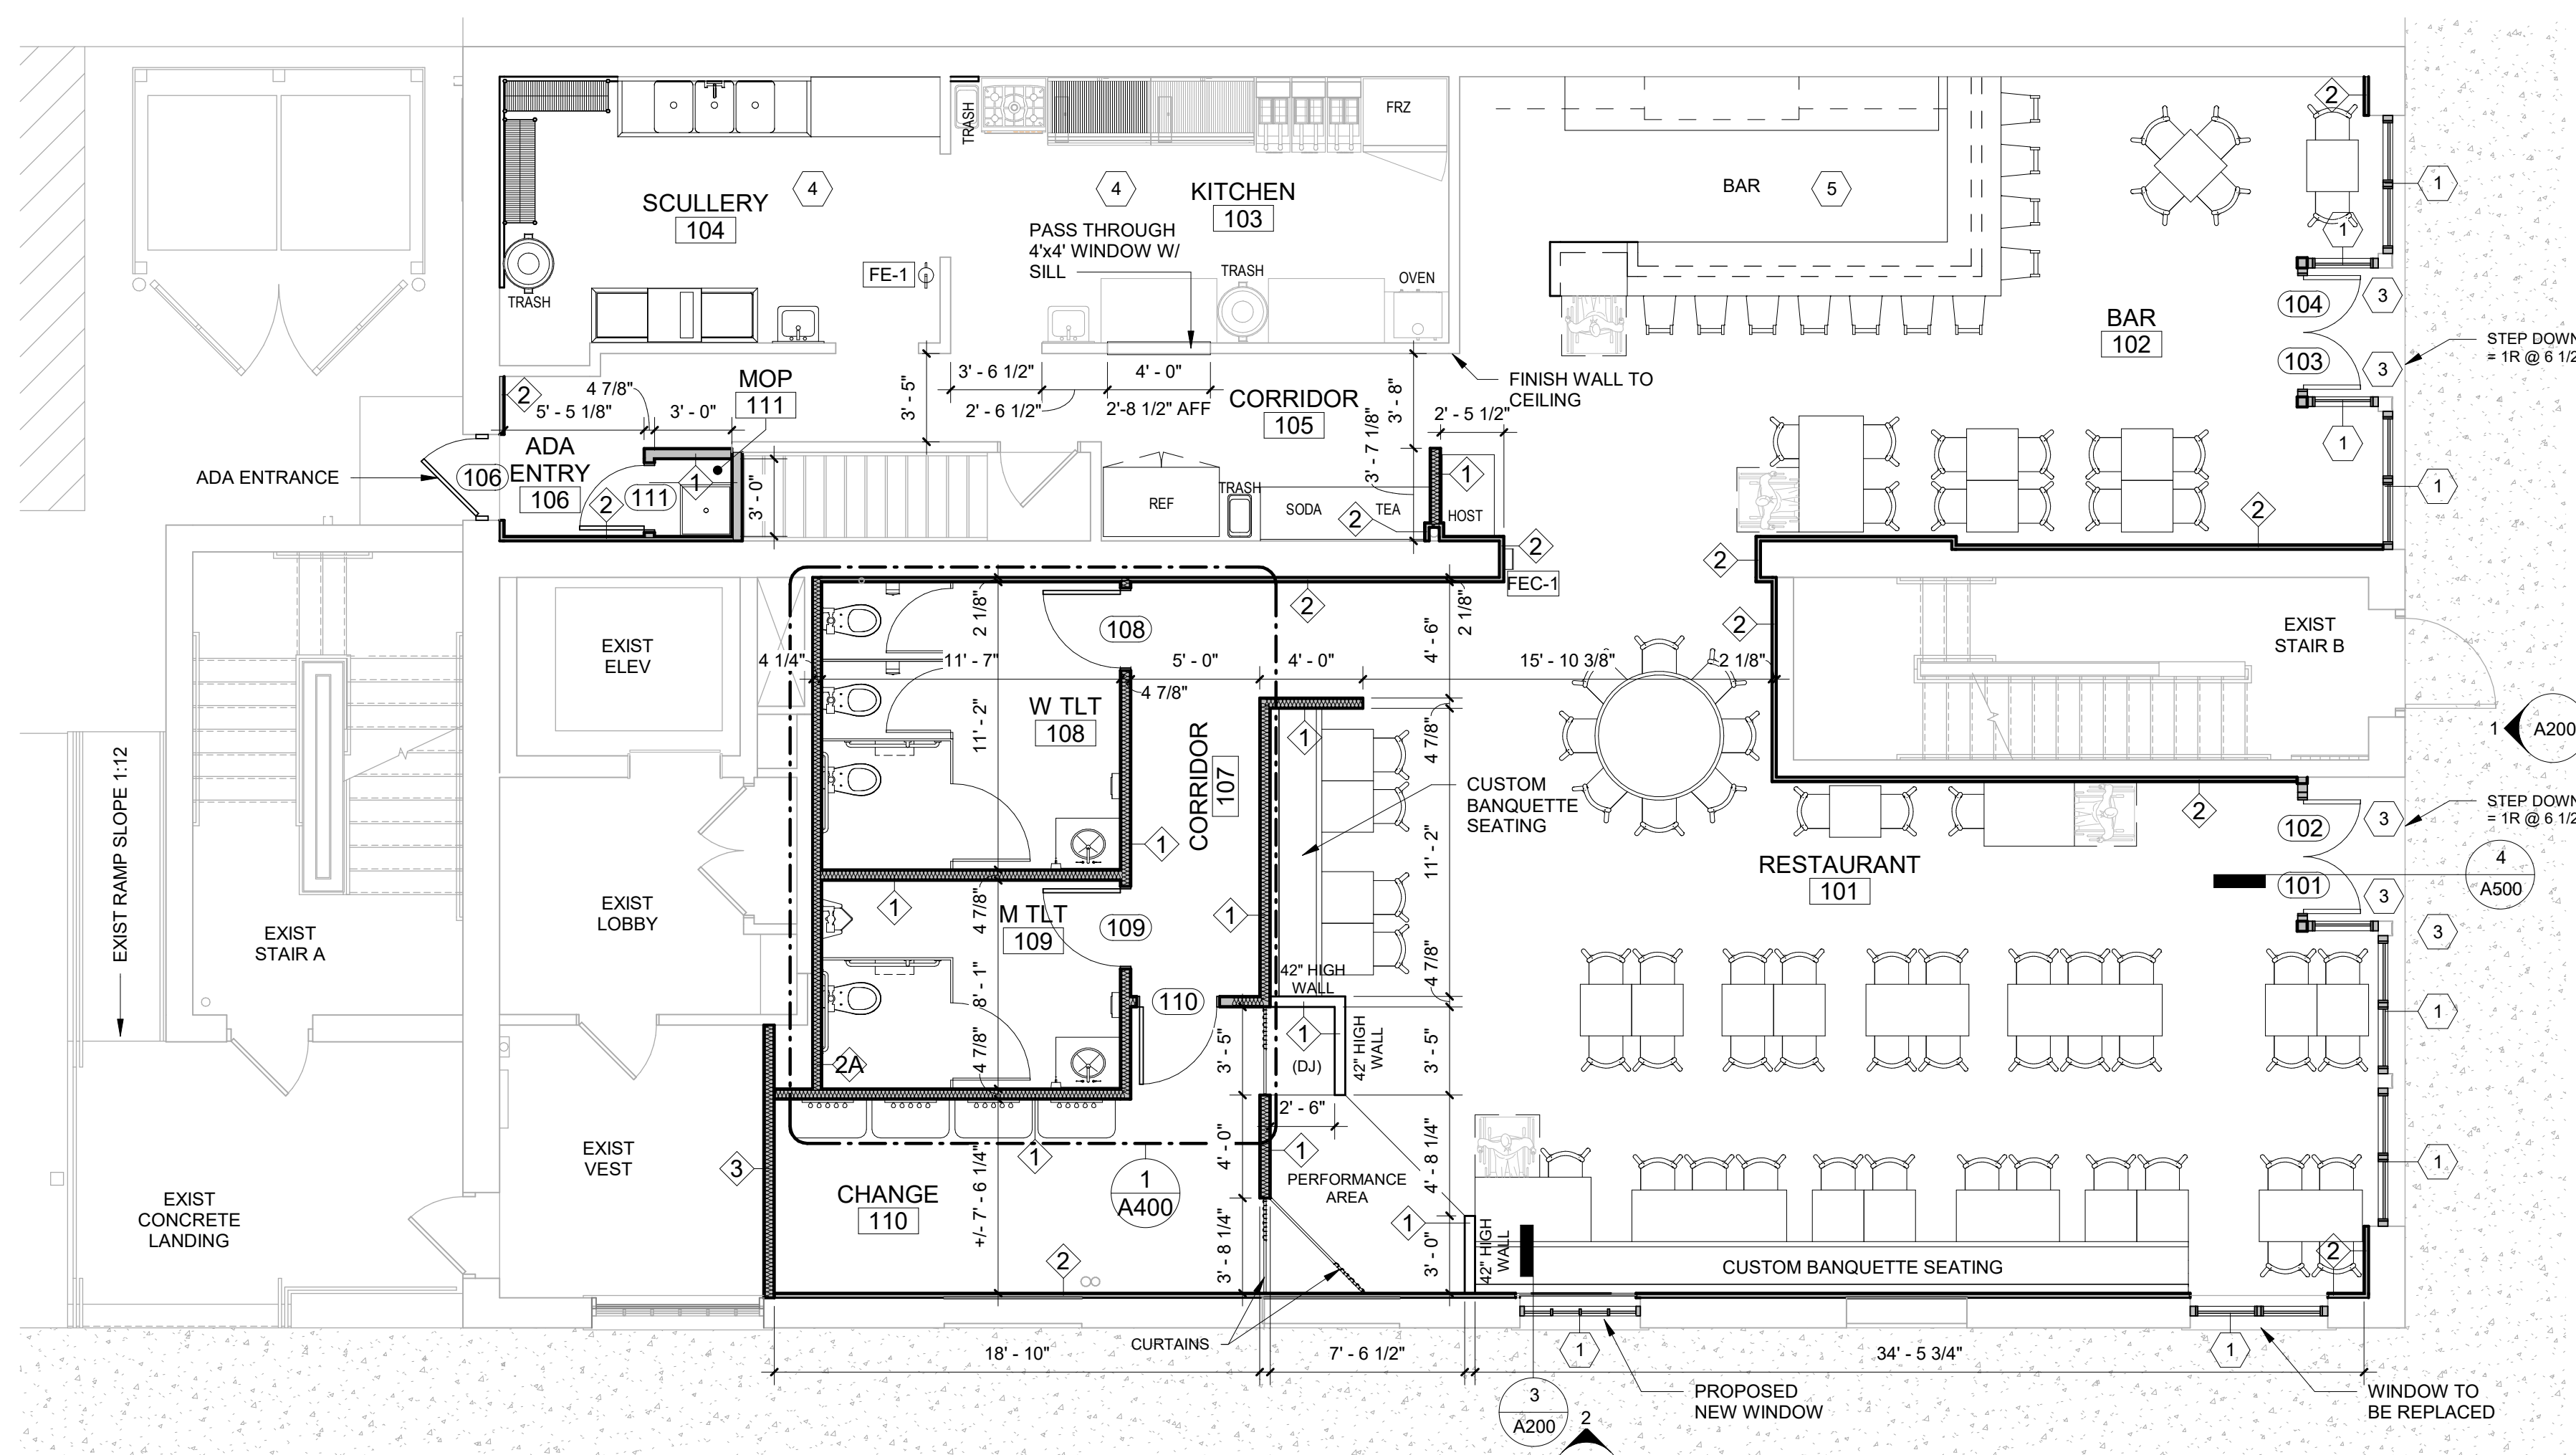 FRZ
TRASH
SCULLERY
104
4
4
KITCHEN
103
PASS THROUGH
4'x4' WINDOW W/
SILL
TRASH
OVEN
FE-1
TRASH
BAR
5
2
1
1
BAR
102
104
3
103
3
1
1
STEP DOWN
= 1R @ 6 1/2
FINISH WALL TO
CEILING
2
4 7/8"
5' - 5 1/8"
3' - 0"
MOP
111
3' - 5"
3' - 6 1/2"
2' - 6 1/2"
4' - 0"
2'-8 1/2" AFF
CORRIDOR
105
3' - 8"
3' - 7 1/8"
2' - 5 1/2"
ADA ENTRANCE
106
ADA
ENTRY
106
2
111
1
3' - 0"
REF
TRASH
SODA
TEA
2
1
HOST
2
FEC-1
2
2
2
2
EXIST
STAIR B
1
A200
EXIST
ELEV
4 1/4"
2 1/8"
11' - 7"
108
5' - 0"
4' - 0"
4' - 6"
2 1/8"
15' - 10 3/8"
2 1/8"
4 7/8"
W TLT
108
11' - 2"
CORRIDOR
107
1
1
4 7/8"
CUSTOM
BANQUETTE
SEATING
11' - 2"
2
102
3
STEP DOWN
= 1R @ 6 1/2
RESTAURANT
101
101
3
3
4
A500
EXIST RAMP SLOPE 1:12
EXIST
STAIR A
EXIST
LOBBY
1
4 7/8"
M TLT
109
109
1
8' - 1"
4 7/8"
110
42" HIGH
WALL
4 7/8"
1
(DJ)
42" HIGH
WALL
3' - 5"
3' - 5"
2A
4 7/8"
2' - 6"
1
1
EXIST
VEST
3
EXIST
CONCRETE
LANDING
CHANGE
110
+/- 7' - 6 1/4"
1
1
A400
4' - 0"
1
PERFORMANCE
AREA
4' - 8 1/4"
1
3' - 0"
42" HIGH
WALL
3' - 8 1/4"
2
CUSTOM BANQUETTE SEATING
2
CURTAINS
18' - 10"
7' - 6 1/2"
1
34' - 5 3/4"
1
3
A200
2
PROPOSED
NEW WINDOW
WINDOW TO
BE REPLACED